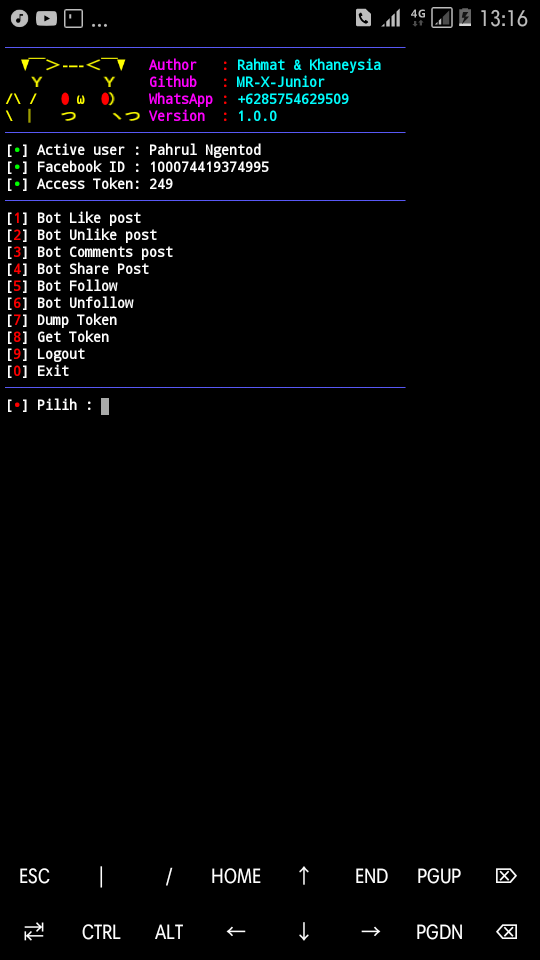 4G 13:16
Author : Rahmat & Khaneysia
Github : MR-X-Junior
WhatsApp : +6285754629509
Version : 1.0.0
[•] Active user : Pahrul Ngentod
[•] Facebook ID : 100074419374995
[•] Access Token: 249
[1] Bot Like post
[2] Bot Unlike post
[3] Bot Comments post
[4] Bot Share Post
[5] Bot Follow
[6] Bot Unfollow
[7] Dump Token
[8] Get Token
[9] Logout
[0] Exit
[•] Pilih :
ESC | / HOME ↑ END PGUP
CTRL ALT ← ↓ → PGDN